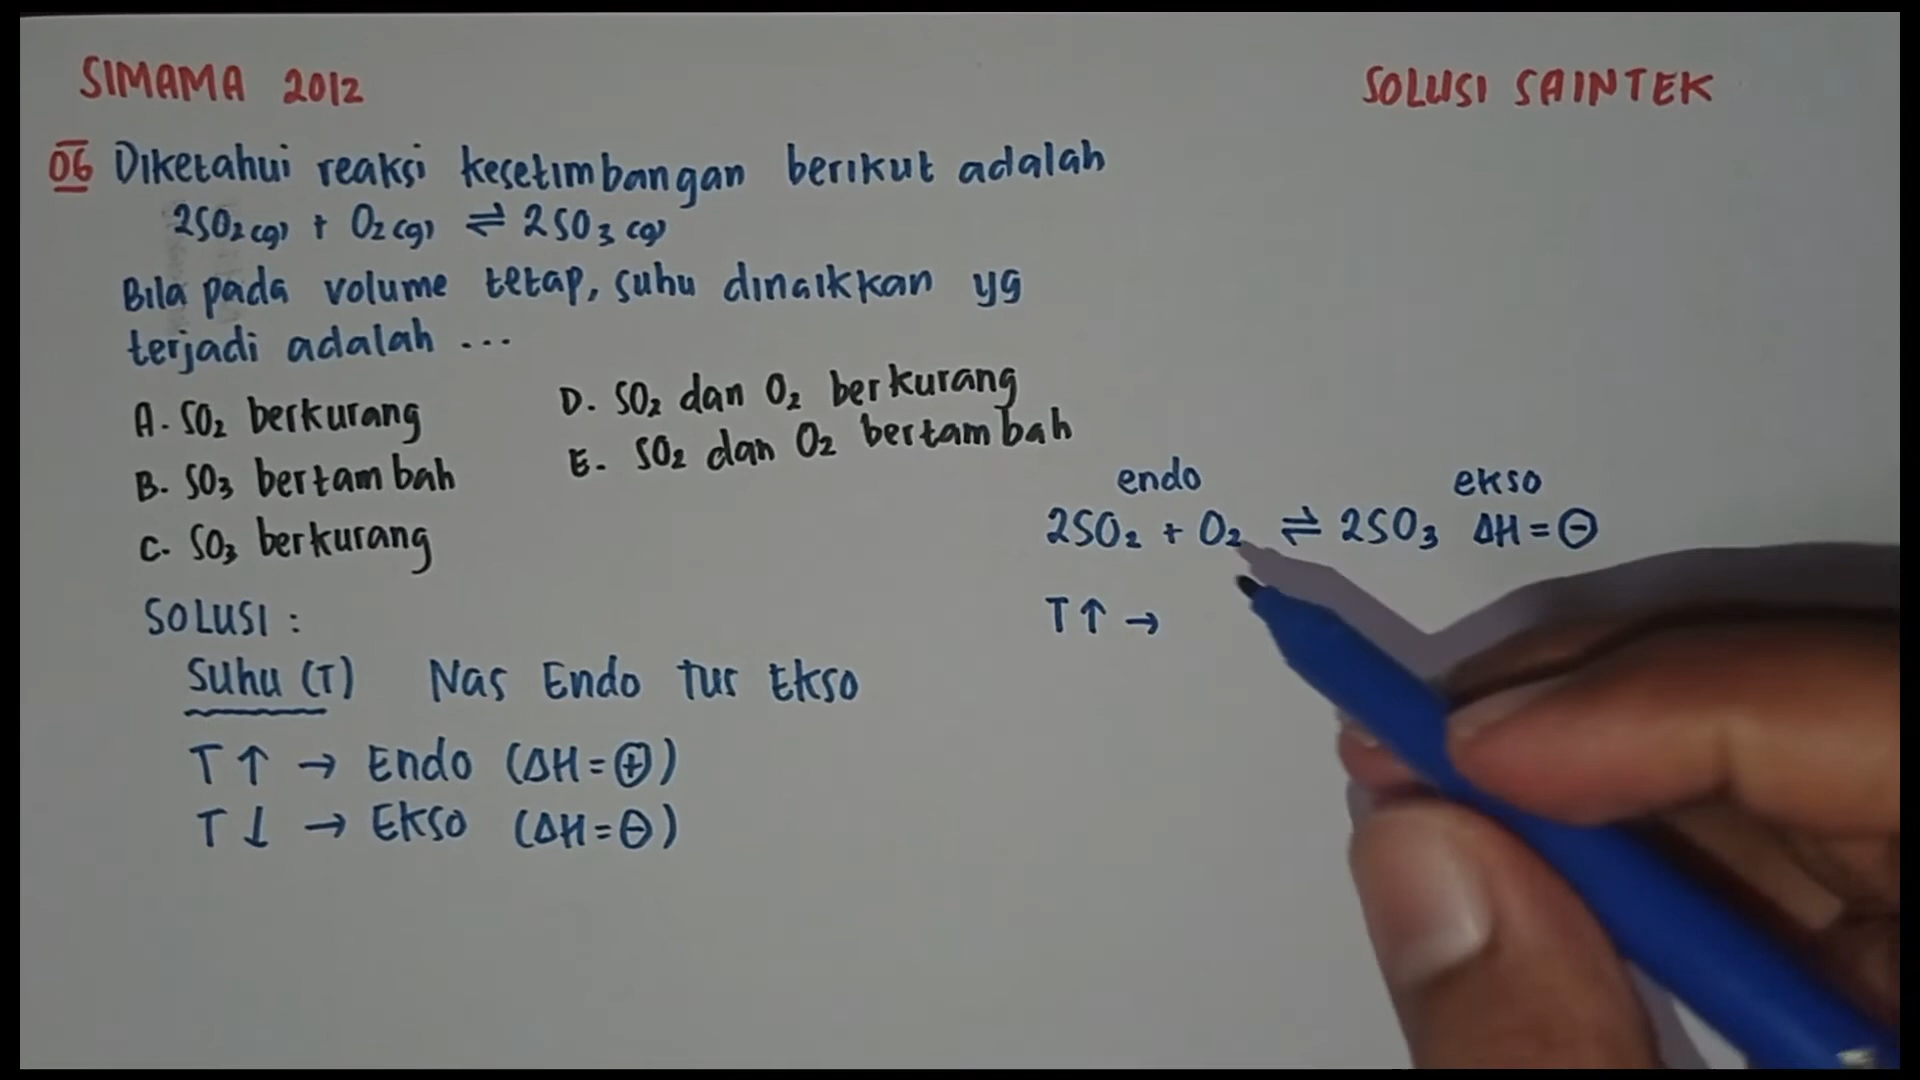 SIMAMA 2012
SOLUSI SAINTEK
06 Diketahui reaksi kesetimbangan berikut adalah
2SO₂(g) + O₂(g) ⇌ 2SO₃(g)
Bila pada volume tetap, suhu dinaikkan yg
terjadi adalah ...
A. SO₂ berkurang
B. SO₃ bertambah
C. SO₃ berkurang
D. SO₂ dan O₂ berkurang
E. SO₂ dan O₂ bertambah
SOLUSI :
Suhu (T) Nas Endo Tur Ekso
T ↑ → Endo (ΔH = ⊕)
T ↓ → Ekso (ΔH = ⊖)
endo ekso
2SO₂ + O₂ ⇌ 2SO₃ ΔH = ⊖
T ↑ →